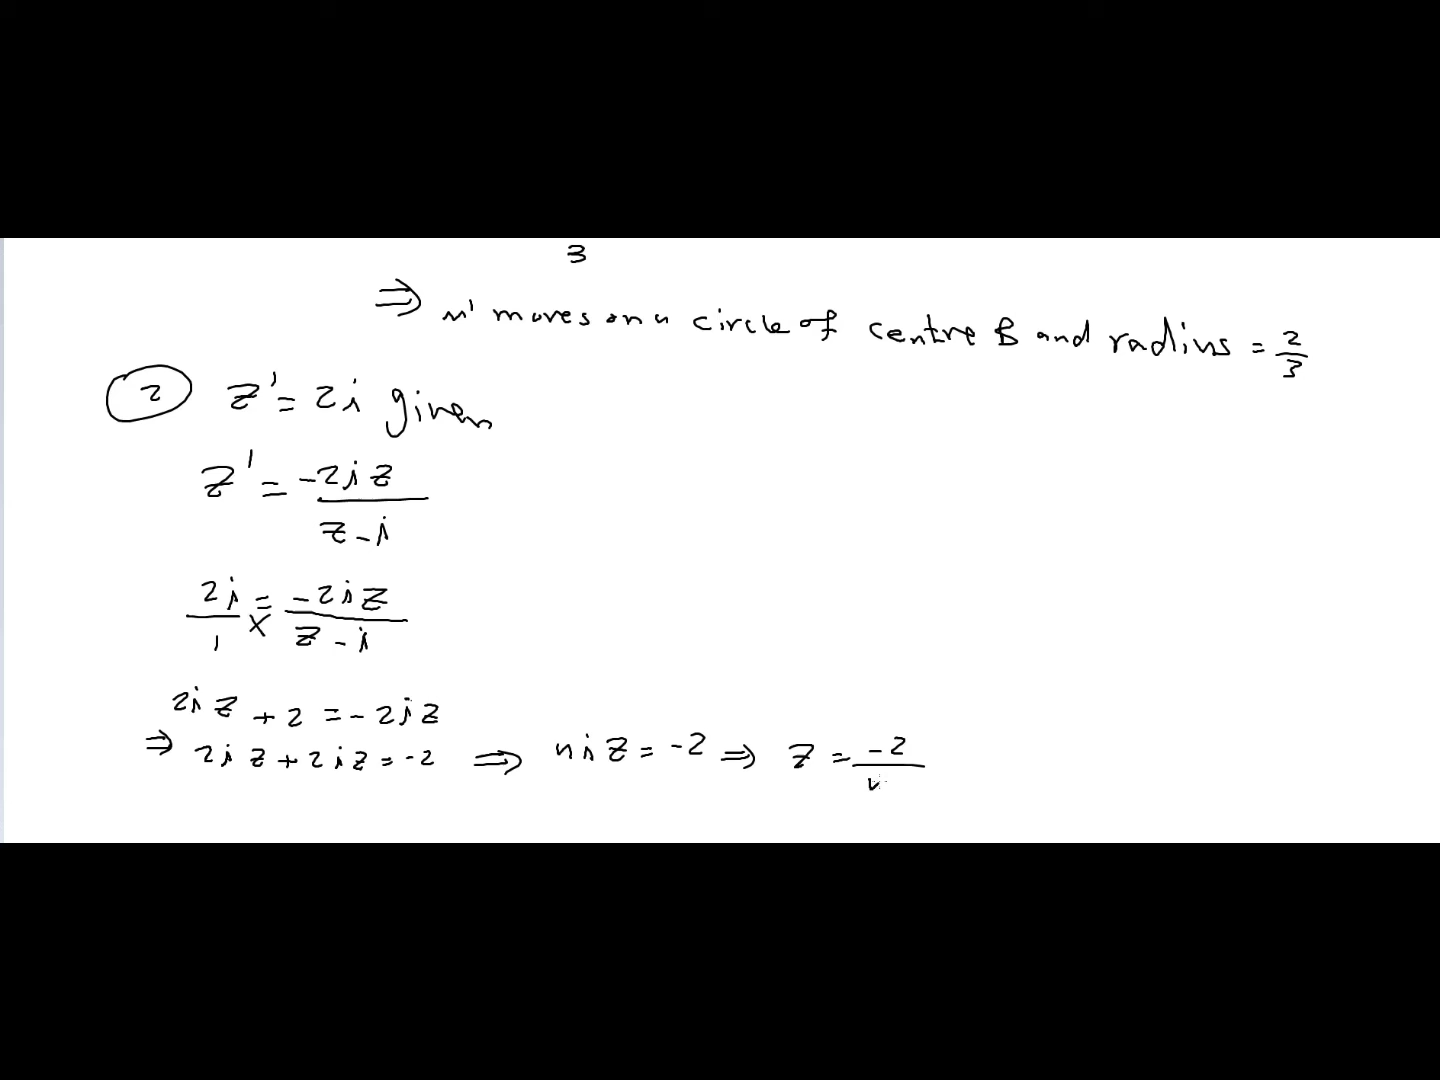 3
⇒ M' moves on a circle of centre B and radius = 2/3
2 z' = 2i given
z' = -2iz / z-i
2i/1 = × -2iz / z-i
2iz + 2 = -2iz
⇒ 2iz + 2iz = -2 ⇒ 4iz = -2 ⇒ z = -2/4